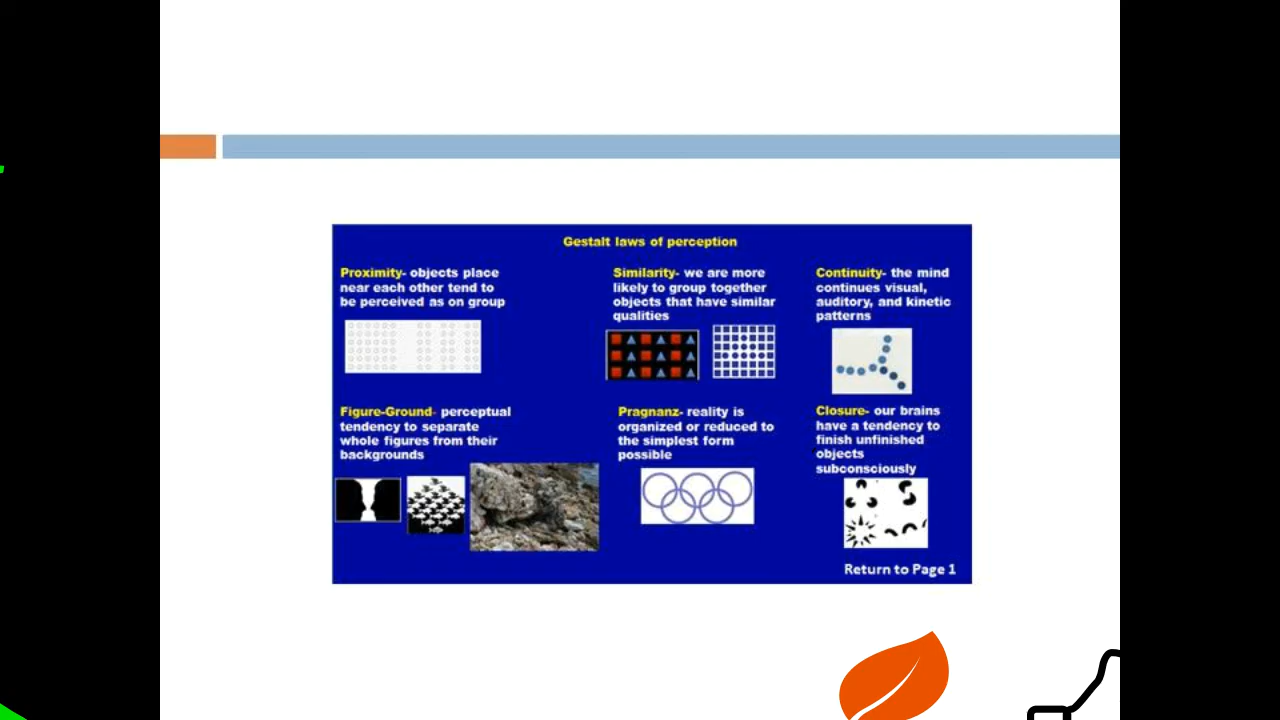 Gestalt laws of perception
Proximity- objects place
near each other tend to
be perceived as on group
Similarity- we are more
likely to group together
objects that have similar
qualities
Continuity- the mind
continues visual,
auditory, and kinetic
patterns
Figure-Ground- perceptual
tendency to separate
whole figures from their
backgrounds
Pragnanz- reality is
organized or reduced to
the simplest form
possible
Closure- our brains
have a tendency to
finish unfinished
objects
subconsciously
Return to Page 1